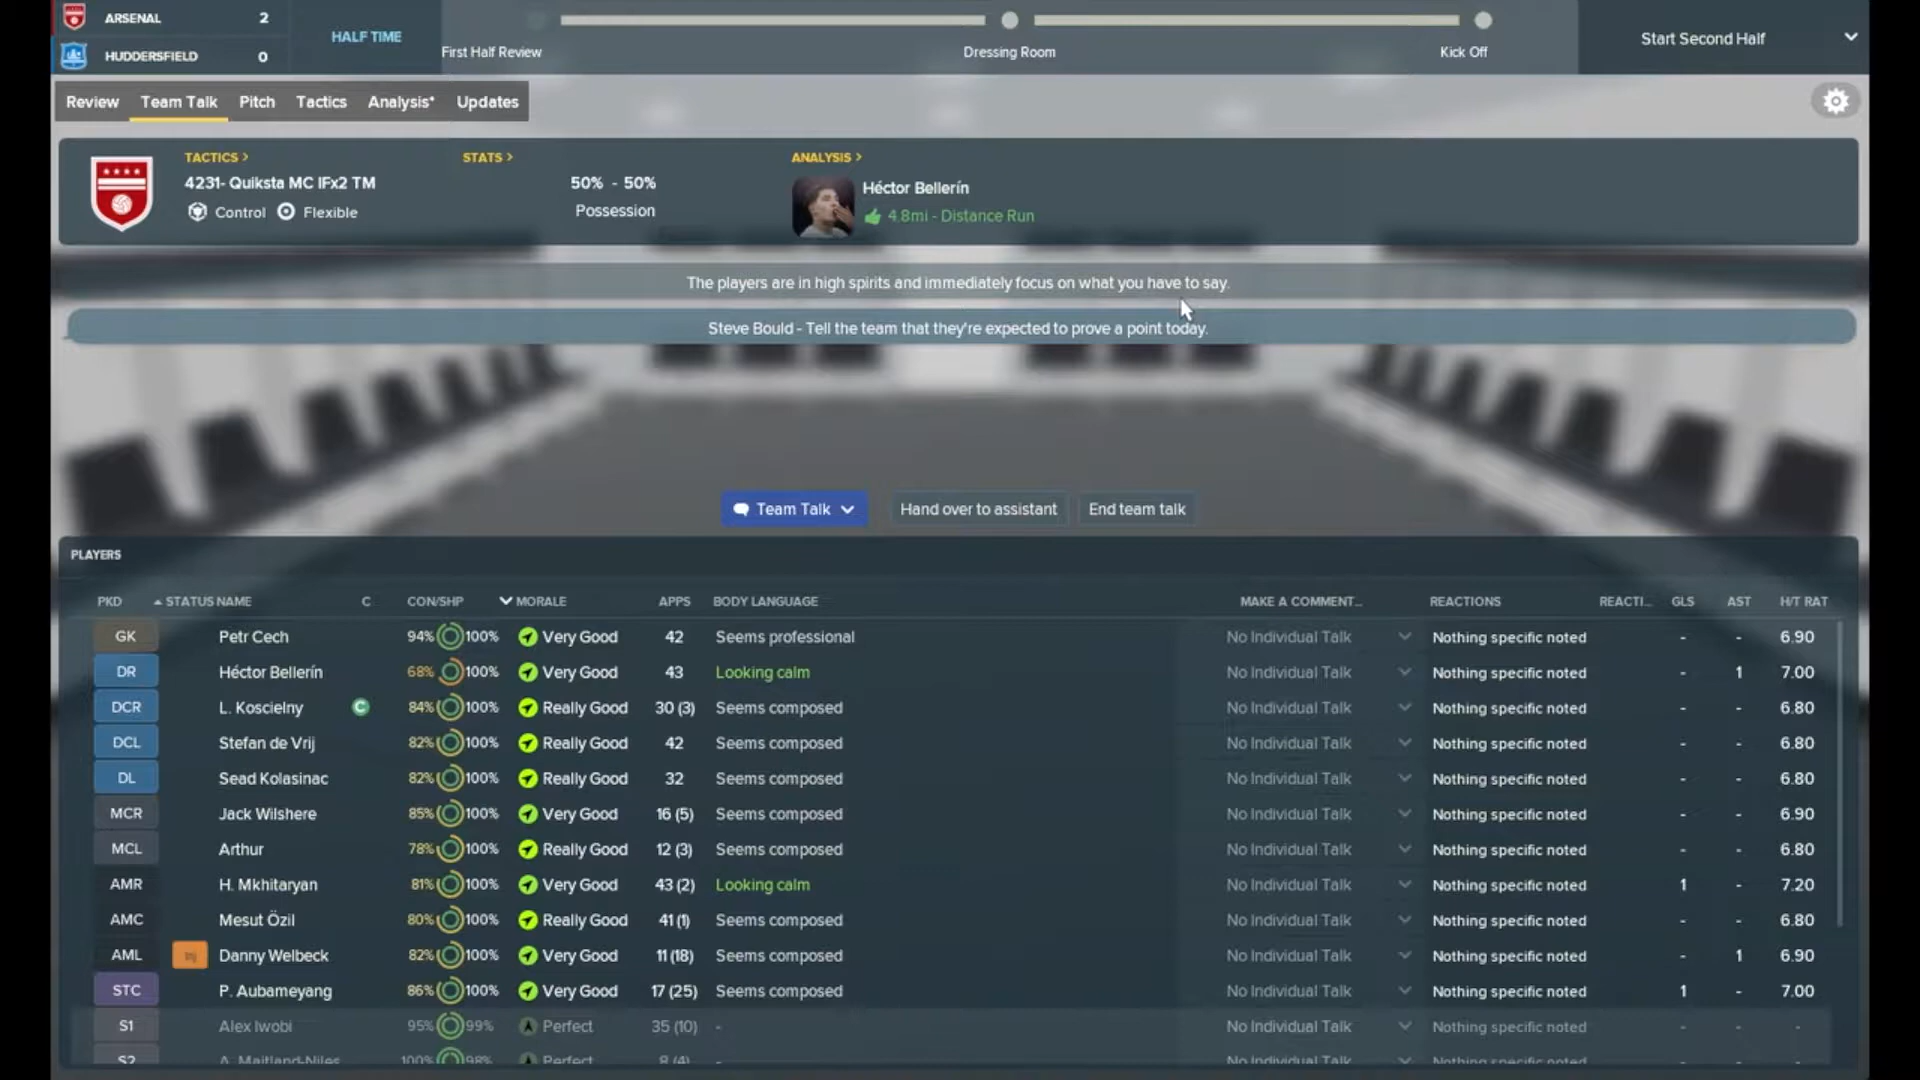 ARSENAL 2
HUDDERSFIELD 0
HALF TIME
First Half Review
Dressing Room
Kick Off
Start Second Half
Review Team Talk Pitch Tactics Analysis* Updates
TACTICS >
4231- Quiksta MC IFx2 TM
Control Flexible
STATS >
50% - 50%
Possession
ANALYSIS >
Héctor Bellerín
4.8mi - Distance Run
The players are in high spirits and immediately focus on what you have to say.
Steve Bould - Tell the team that they're expected to prove a point today.
Team Talk Hand over to assistant End team talk
PLAYERS
PKD STATUS NAME C CON/SHP MORALE APPS BODY LANGUAGE MAKE A COMMENT... REACTIONS REACTI... GLS AST H/T RAT
GK Petr Cech 94% 100% Very Good 42 Seems professional No Individual Talk Nothing specific noted - - 6.90
DR Héctor Bellerín 68% 100% Very Good 43 Looking calm No Individual Talk Nothing specific noted - 1 7.00
DCR L. Koscielny C 84% 100% Really Good 30 (3) Seems composed No Individual Talk Nothing specific noted - - 6.80
DCL Stefan de Vrij 82% 100% Really Good 42 Seems composed No Individual Talk Nothing specific noted - - 6.80
DL Sead Kolasinac 82% 100% Really Good 32 Seems composed No Individual Talk Nothing specific noted - - 6.80
MCR Jack Wilshere 85% 100% Very Good 16 (5) Seems composed No Individual Talk Nothing specific noted - - 6.90
MCL Arthur 78% 100% Really Good 12 (3) Seems composed No Individual Talk Nothing specific noted - - 6.80
AMR H. Mkhitaryan 81% 100% Very Good 43 (2) Looking calm No Individual Talk Nothing specific noted 1 - 7.20
AMC Mesut Özil 80% 100% Really Good 41 (1) Seems composed No Individual Talk Nothing specific noted - - 6.80
AML Danny Welbeck 82% 100% Very Good 11 (18) Seems composed No Individual Talk Nothing specific noted - 1 6.90
STC P. Aubameyang 86% 100% Very Good 17 (25) Seems composed No Individual Talk Nothing specific noted 1 - 7.00
S1 Alex Iwobi 95% 99% Perfect 35 (10) - No Individual Talk Nothing specific noted - - -
S2 A. Maitland-Niles 100% 98% Perfect 8 (4) - No Individual Talk Nothing specific noted - - -